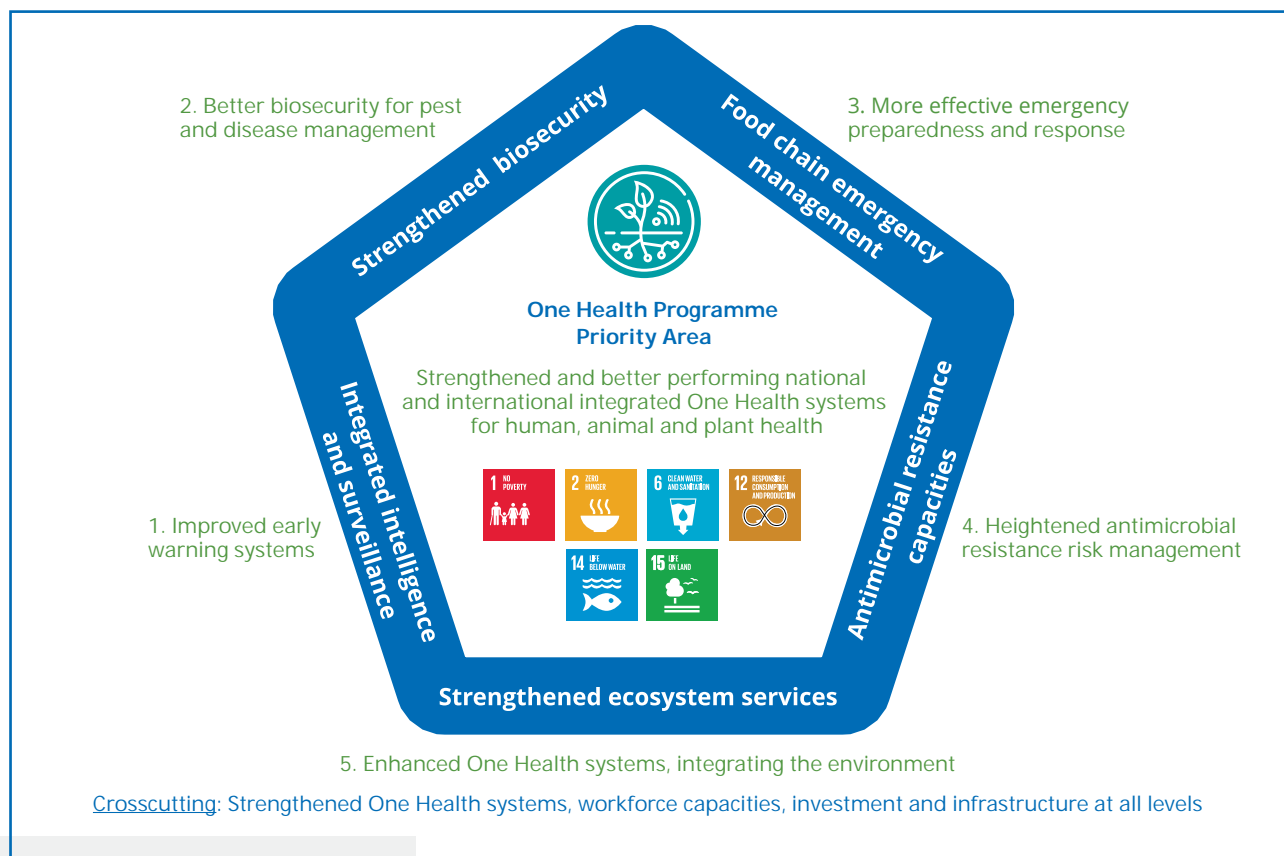 2. Better biosecurity for pest
and disease management
Strengthened biosecurity
Food chain emergency
management
3. More effective emergency
preparedness and response
One Health Programme
Priority Area
Strengthened and better performing national
and international integrated One Health systems
for human, animal and plant health
Integrated intelligence
and surveillance
1. Improved early
warning systems
1 NO
POVERTY
2 ZERO
HUNGER
6 CLEAN WATER
AND SANITATION
12 RESPONSIBLE
CONSUMPTION
AND PRODUCTION
14 LIFE
BELOW WATER
15 LIFE
ON LAND
Antimicrobial resistance
capacities
4. Heightened antimicrobial
resistance risk management
Strengthened ecosystem services
5. Enhanced One Health systems, integrating the environment
Crosscutting: Strengthened One Health systems, workforce capacities, investment and infrastructure at all levels